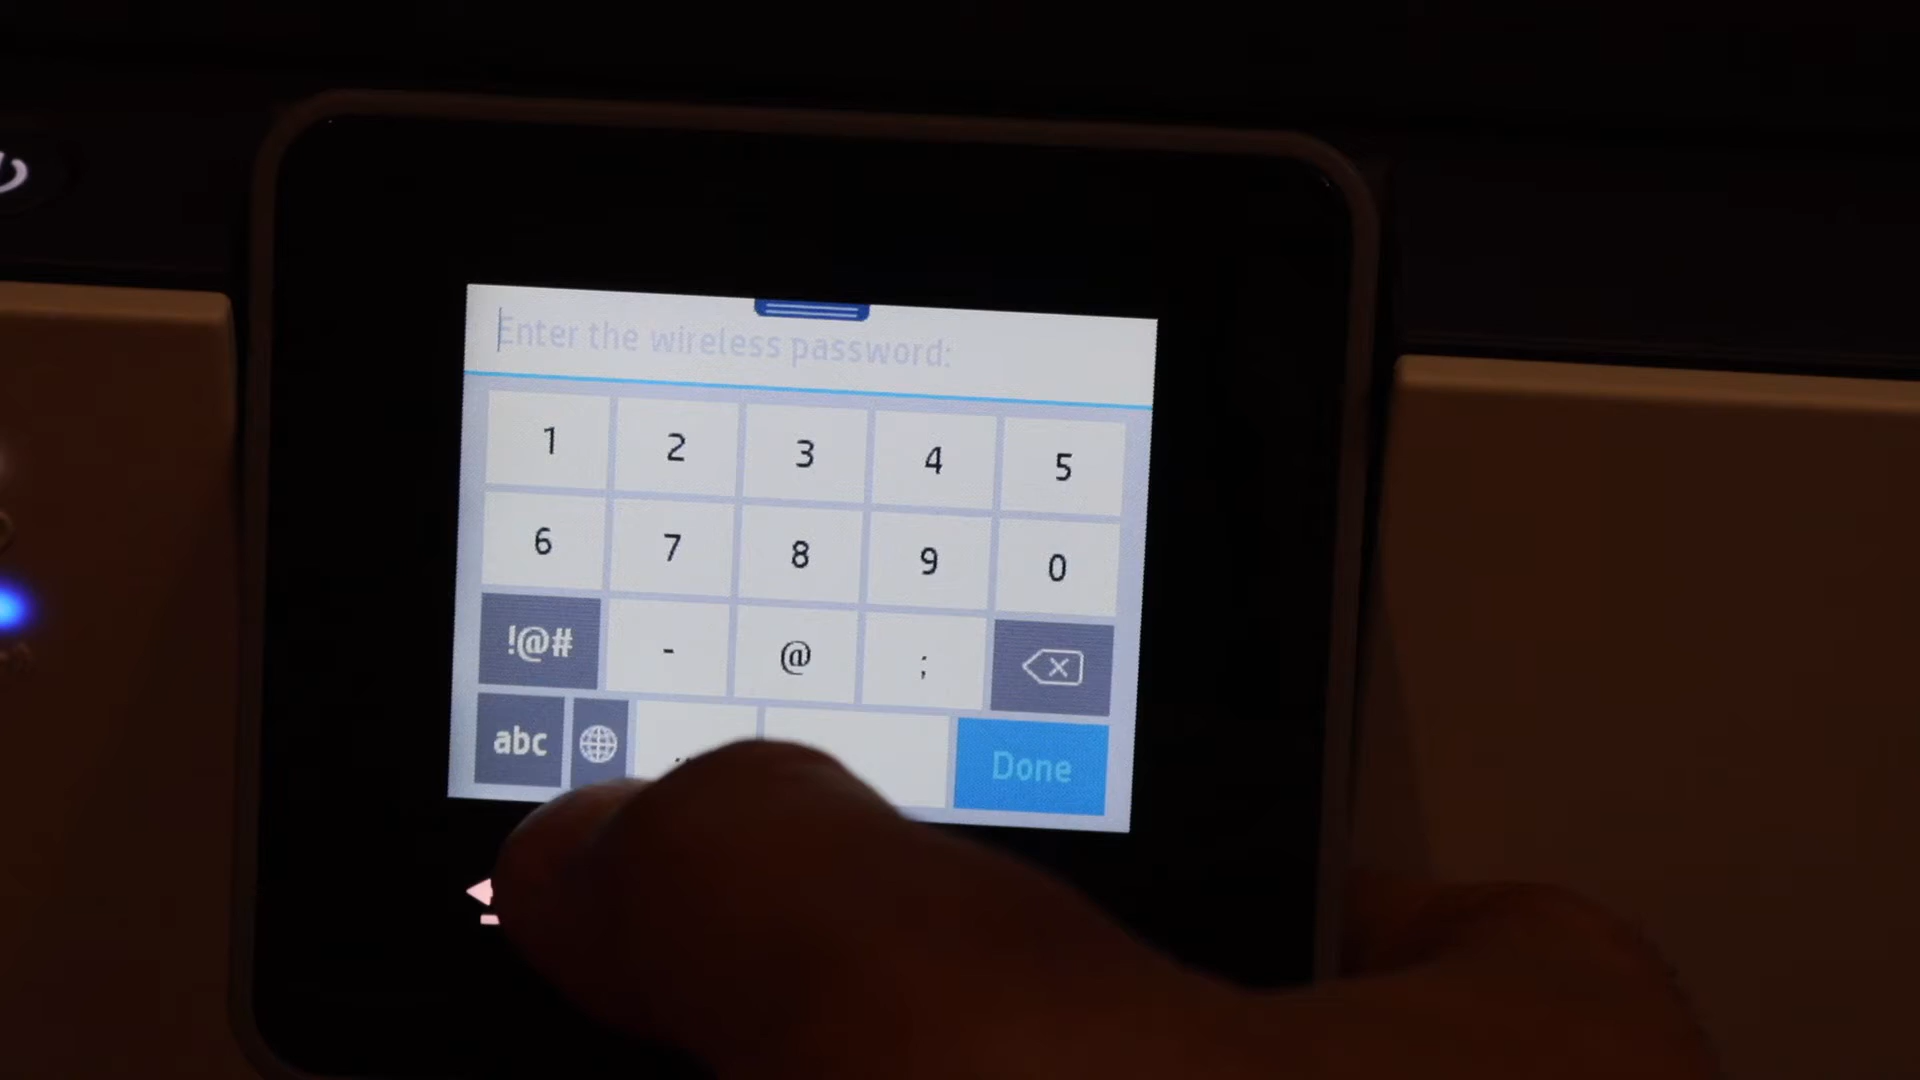 Enter the wireless password:
1 2 3 4 5
6 7 8 9 0
!@# - @ ;
abc Done